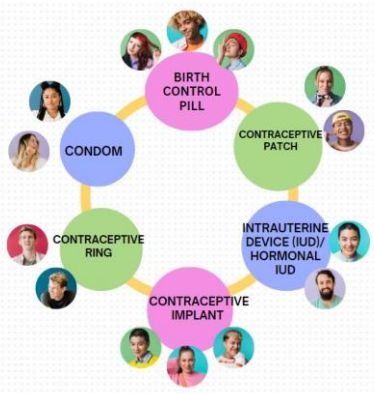 BIRTH
CONTROL
PILL
CONTRACEPTIVE
PATCH
INTRAUTERINE
DEVICE (IUD)/
HORMONAL
IUD
CONTRACEPTIVE
IMPLANT
CONTRACEPTIVE
RING
CONDOM